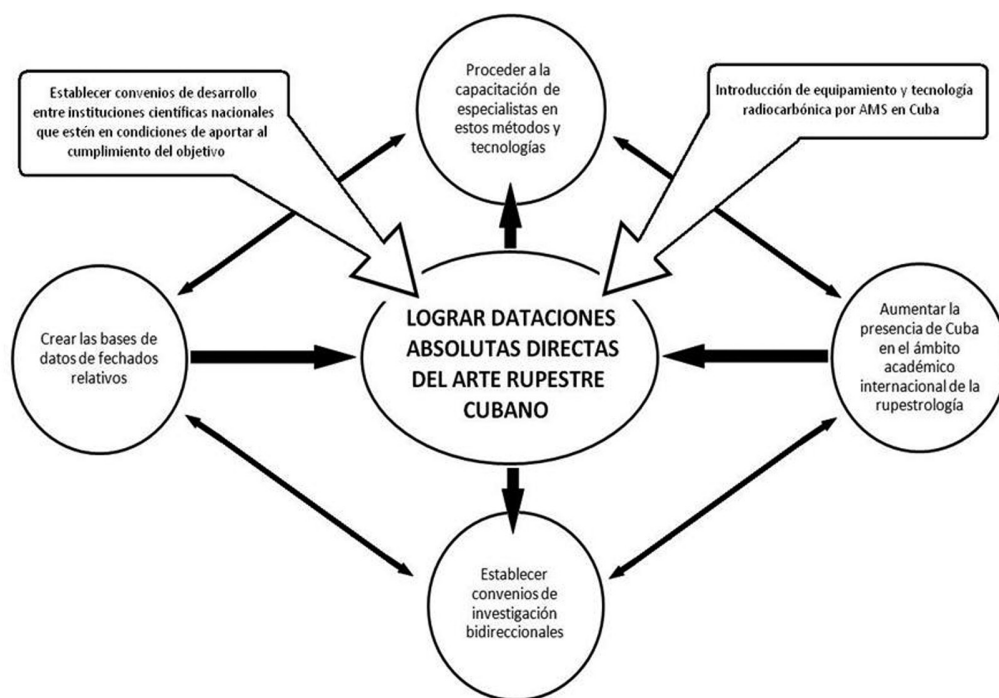 Proceder a la
capacitación de
especialistas en
estos métodos y
tecnologías
Establecer convenios de desarrollo
entre instituciones científicas nacionales
que estén en condiciones de aportar al
cumplimiento del objetivo
Introducción de equipamiento y tecnología
radiocarbónica por AMS en Cuba
Crear las bases de
datos de fechados
relativos
LOGRAR DATACIONES
ABSOLUTAS DIRECTAS
DEL ARTE RUPESTRE
CUBANO
Aumentar la
presencia de Cuba
en el ámbito
académico
internacional de la
rupestrología
Establecer
convenios de
investigación
bidireccionales